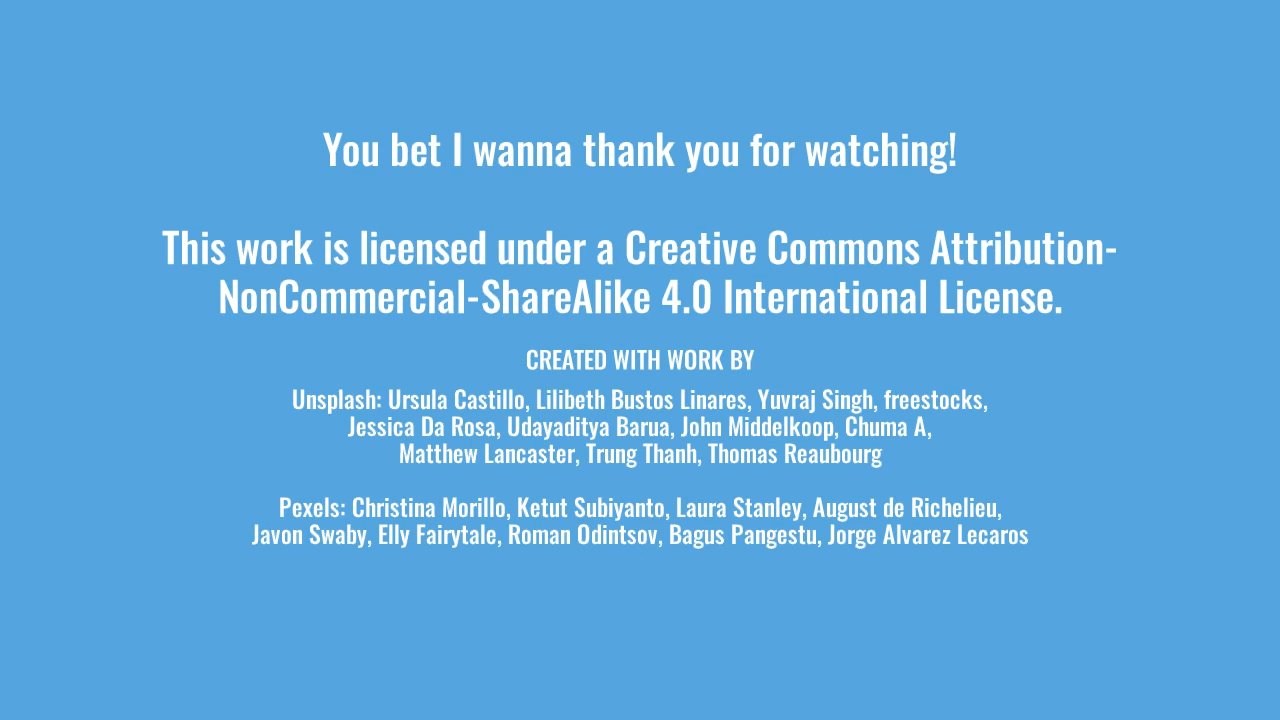 You bet I wanna thank you for watching!
This work is licensed under a Creative Commons Attribution-
NonCommercial-ShareAlike 4.0 International License.
CREATED WITH WORK BY
Unsplash: Ursula Castillo, Lilibeth Bustos Linares, Yuvraj Singh, freestocks,
Jessica Da Rosa, Udayaditya Barua, John Middelkoop, Chuma A,
Matthew Lancaster, Trung Thanh, Thomas Reaubourg
Pexels: Christina Morillo, Ketut Subiyanto, Laura Stanley, August de Richelieu,
Javon Swaby, Elly Fairytale, Roman Odintsov, Bagus Pangestu, Jorge Alvarez Lecaros